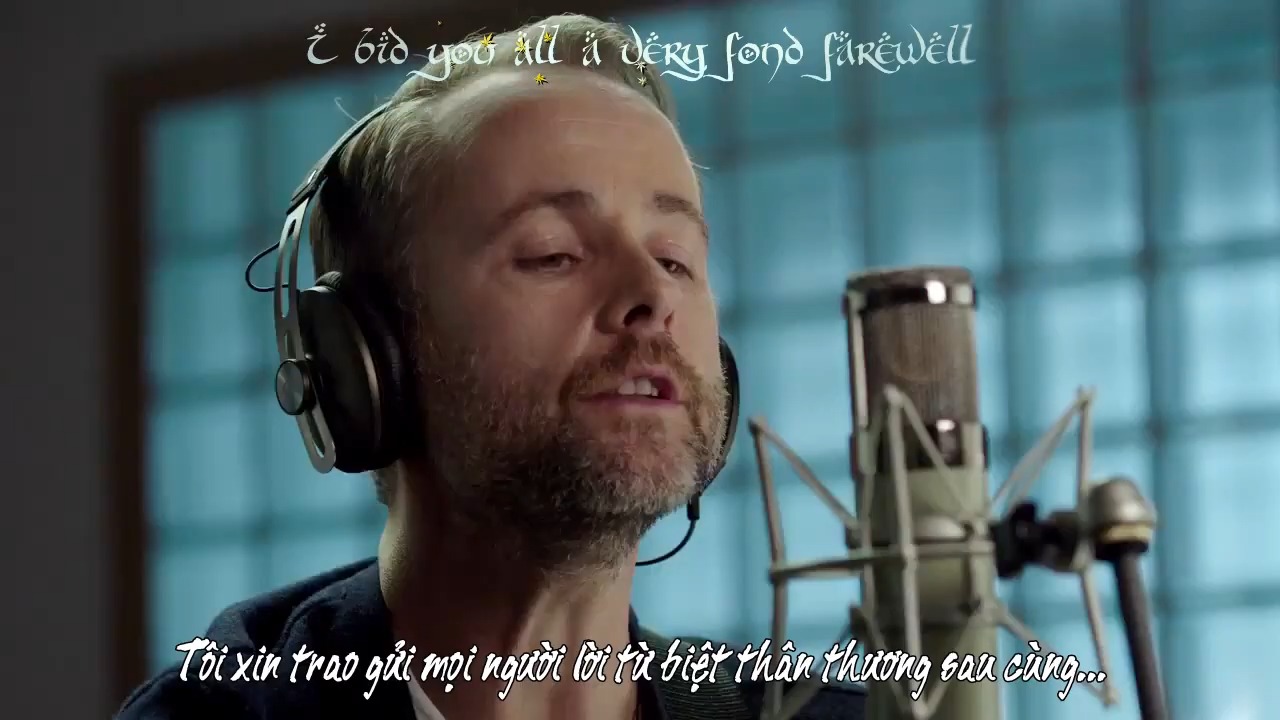 I bid you all a very fond farewell
Tôi xin trao gửi mọi người lời từ biệt thân thương sau cùng...